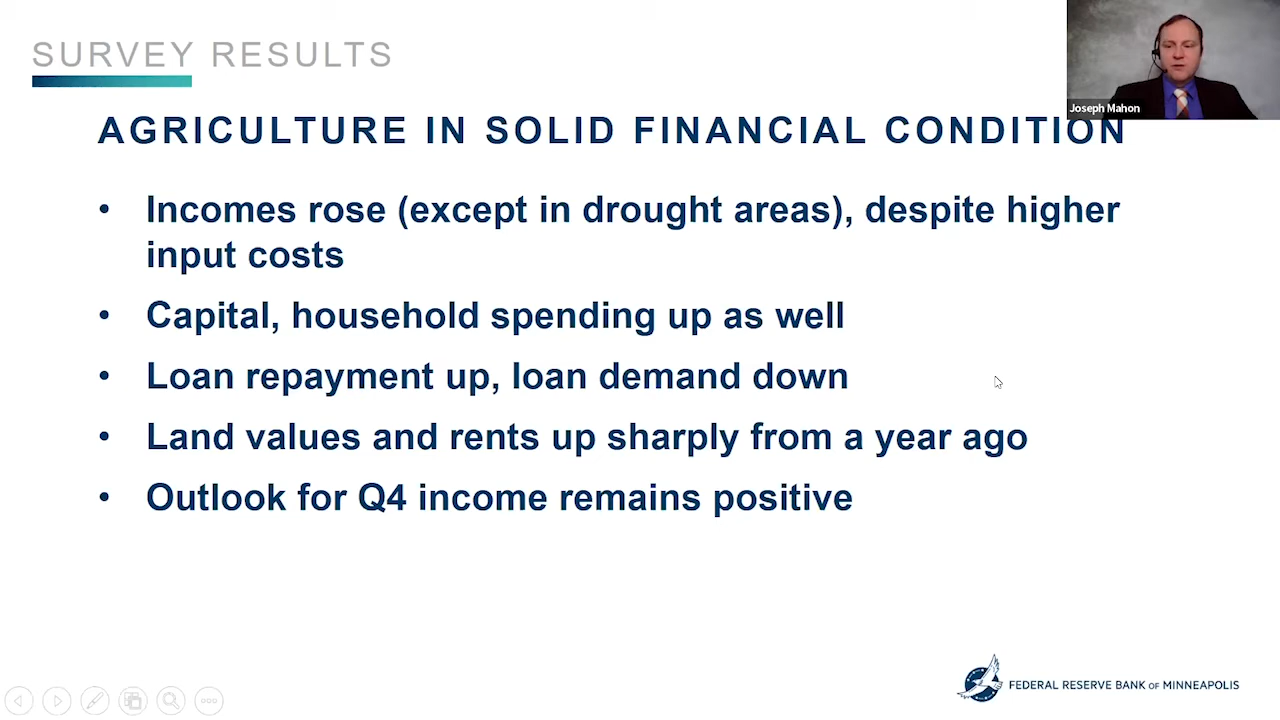 SURVEY RESULTS
Joseph Mahon
AGRICULTURE IN SOLID FINANCIAL CONDITION
• Incomes rose (except in drought areas), despite higher
input costs
• Capital, household spending up as well
• Loan repayment up, loan demand down
• Land values and rents up sharply from a year ago
• Outlook for Q4 income remains positive
FEDERAL RESERVE BANK OF MINNEAPOLIS